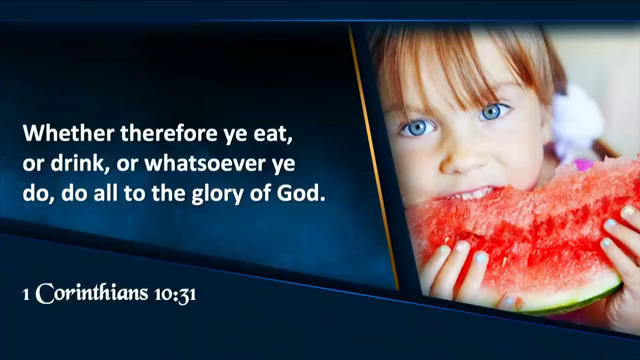 Whether therefore ye eat,
or drink, or whatsoever ye
do, do all to the glory of God.
1 Corinthians 10:31